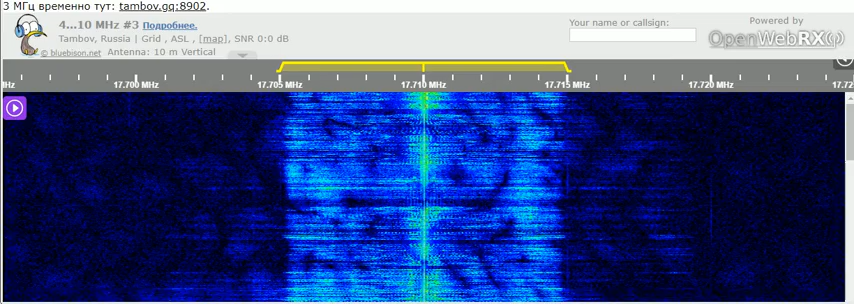 3 МГц временно тут: tambov.gq:8902.
4...10 MHz #3 Подробнее.
Tambov, Russia | Grid , ASL , [map], SNR 0:0 dB
© bluebison.net Antenna: 10 m Vertical
Your name or callsign:
Powered by
OpenWebRX
17.700 MHz 17.705 MHz 17.710 MHz 17.715 MHz 17.720 MHz